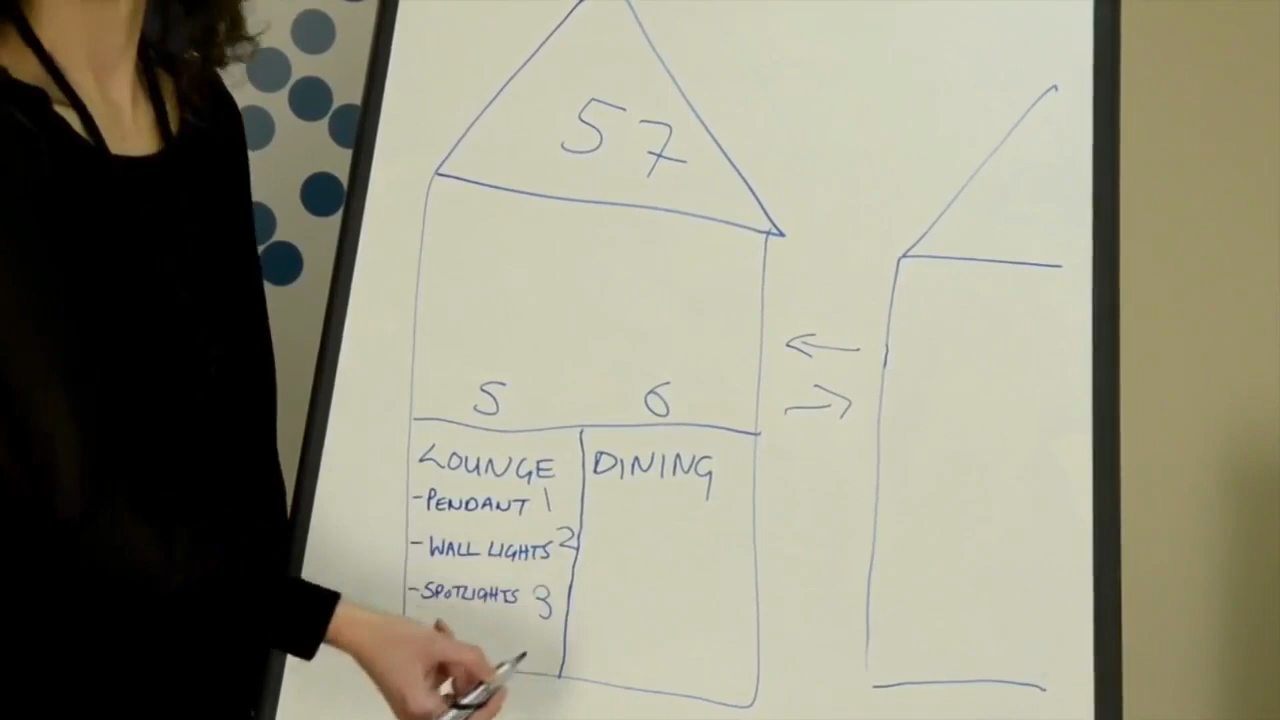 57
5 6
LOUNGE DINING
-PENDANT 1
-WALL LIGHTS 2
-SPOTLIGHTS 3